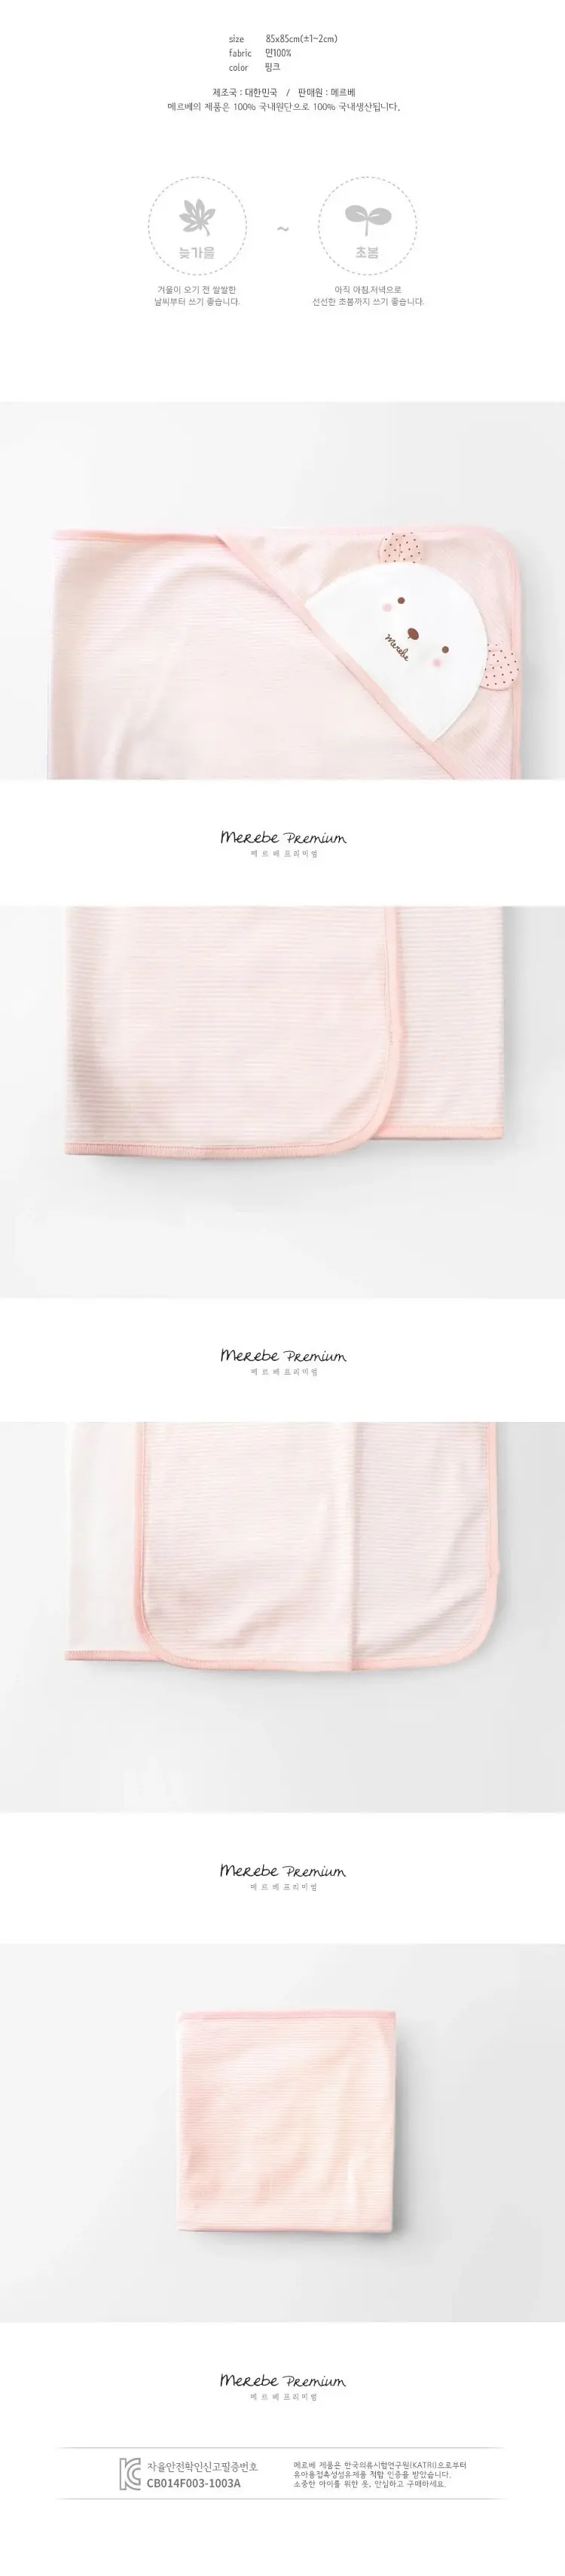 size 85x85cm(±1~2cm)
fabric 면100%
color 핑크
제조국 : 대한민국 / 판매원 : 메르베
메르베의 제품은 100% 국내원단으로 100% 국내생산됩니다.
늦가을
~
초봄
겨울이 오기 전 쌀쌀한
날씨부터 쓰기 좋습니다.
아직 아침,저녁으로
선선한 초봄까지 쓰기 좋습니다.
merebe
merebe Premium
메르베프리미엄
merebe Premium
메르베프리미엄
merebe Premium
메르베프리미엄
merebe Premium
메르베프리미엄
자율안전확인신고필증번호
CB014F003-1003A
메르베 제품은 한국의류시험연구원(KATRI)으로부터
유아용접촉성섬유제품 적합 인증을 받았습니다.
소중한 아이를 위한 옷, 안심하고 구매하세요.